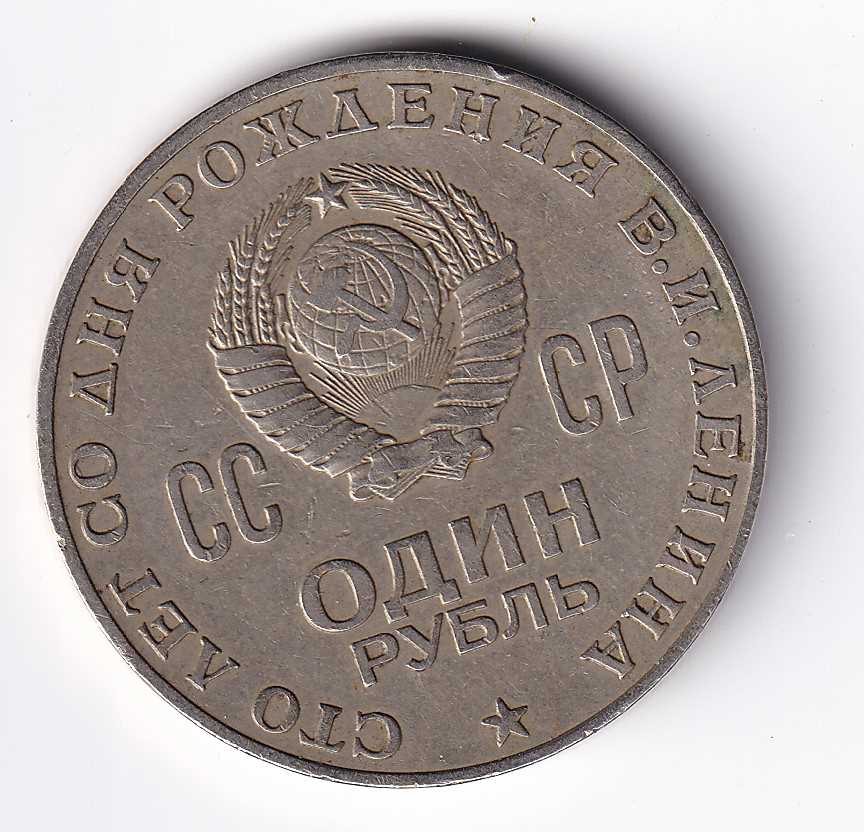 СТО ЛЕТ СО ДНЯ РОЖДЕНИЯ В.И.ЛЕНИНА
СС СР
ОДИН
РУБЛЬ